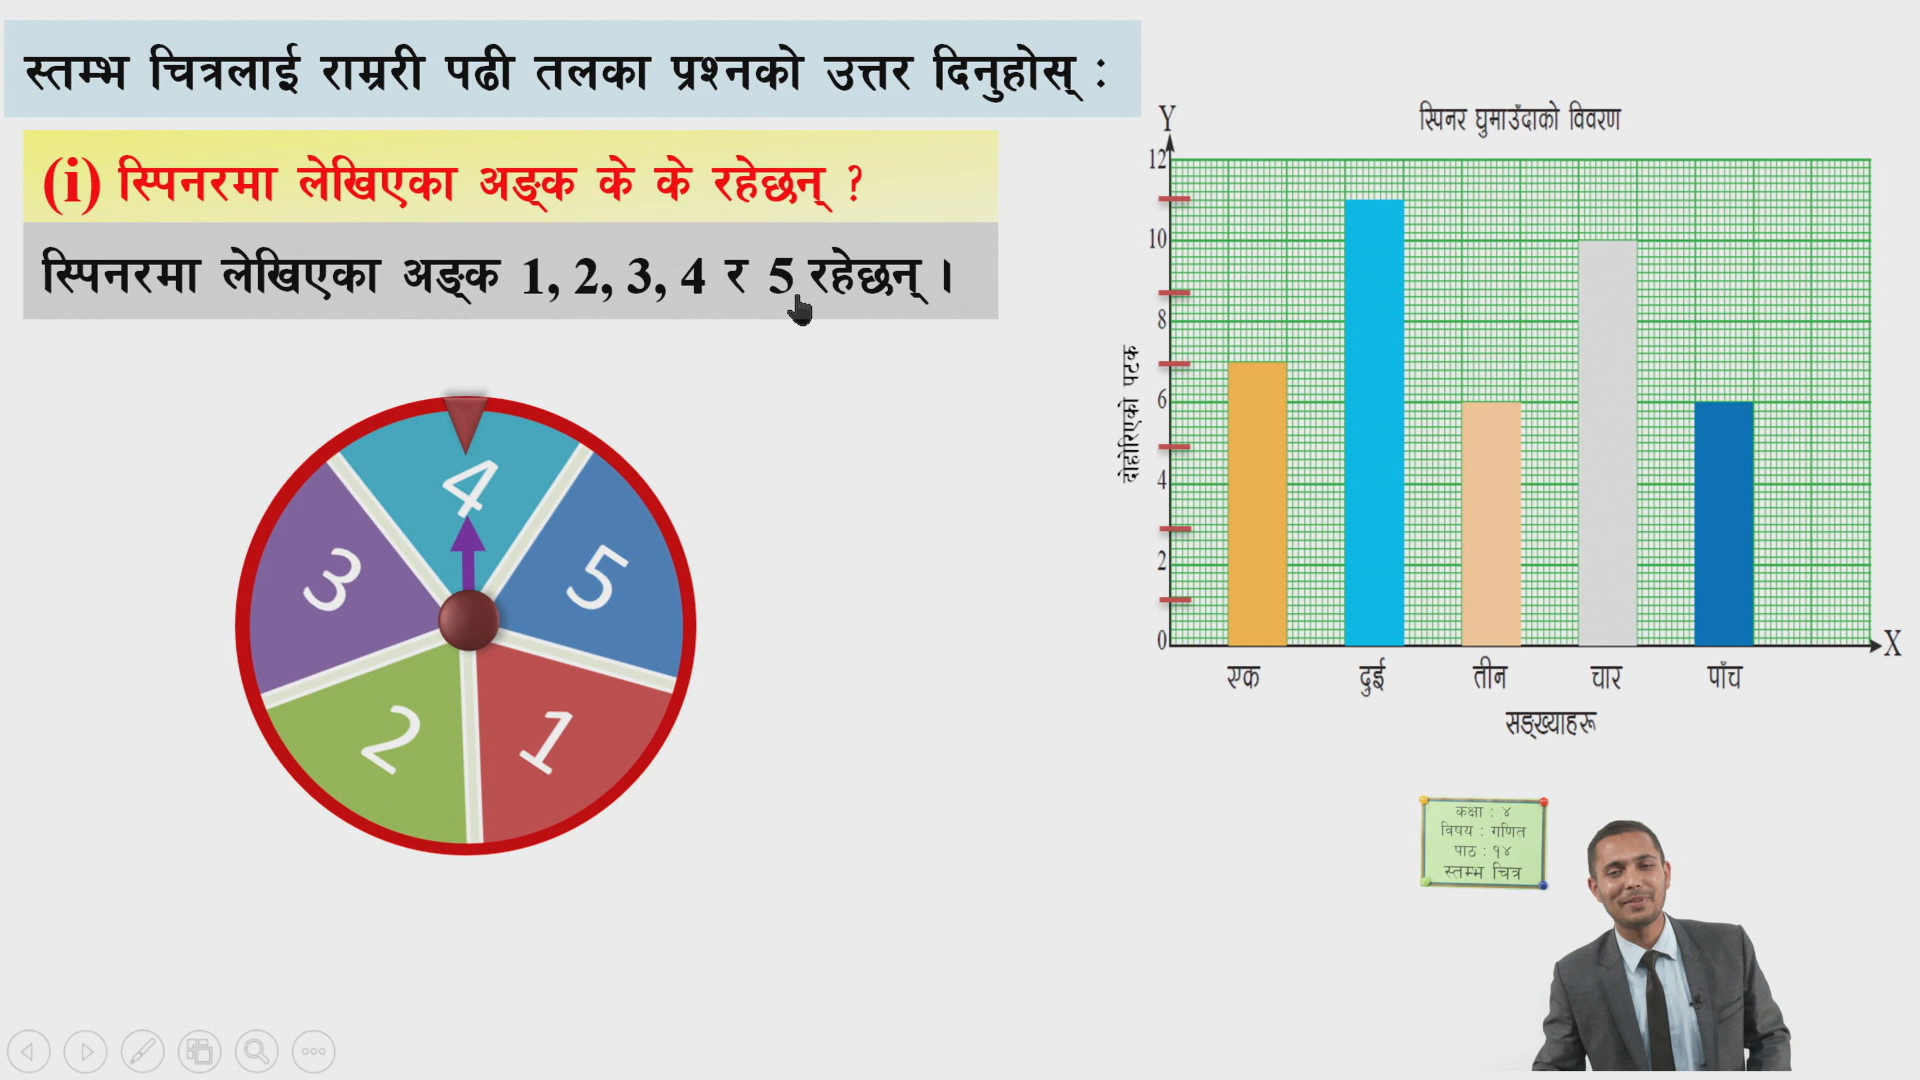 स्तम्भ चित्रलाई राम्ररी पढी तलका प्रश्नको उत्तर दिनुहोस् :
(i) स्पिनरमा लेखिएका अङ्क के के रहेछन् ?
स्पिनरमा लेखिएका अङ्क 1, 2, 3, 4 र 5 रहेछन् ।
4
5
3
2
1
स्पिनर घुमाउँदाको विवरण
Y
12
10
8
6
4
2
0
X
दोहोरिएको पटक
एक दुई तीन चार पाँच
सङ्ख्याहरू
कक्षा : ४
विषय : गणित
पाठ : १४
स्तम्भ चित्र